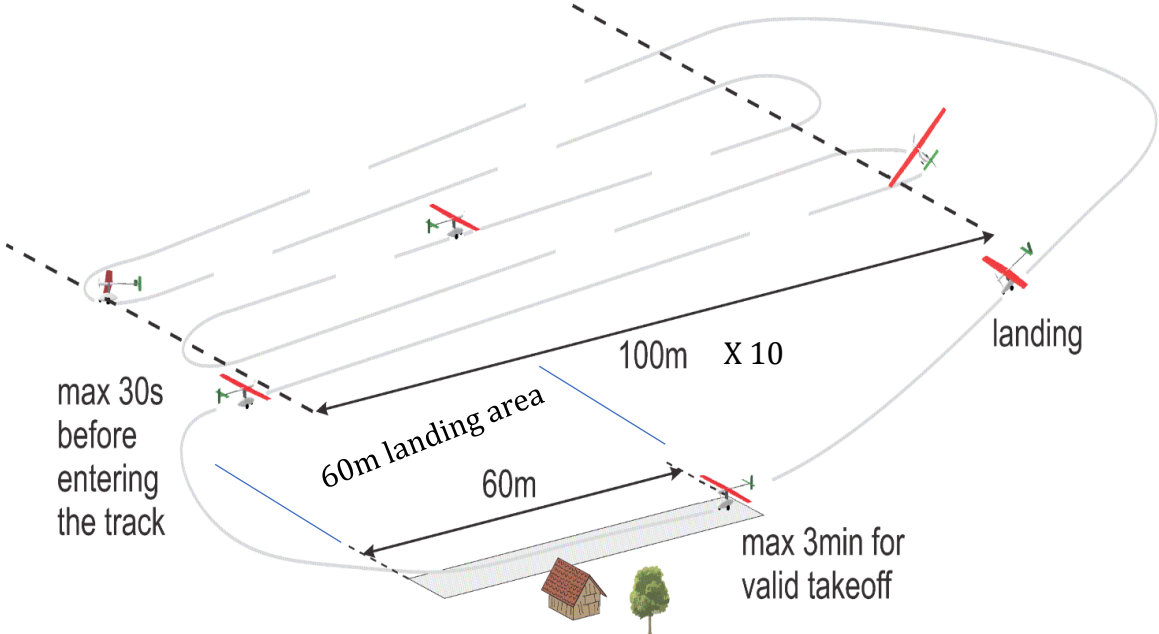 100m X 10
landing
max 30s
before
entering
the track
60m landing area
60m
max 3min for
valid takeoff